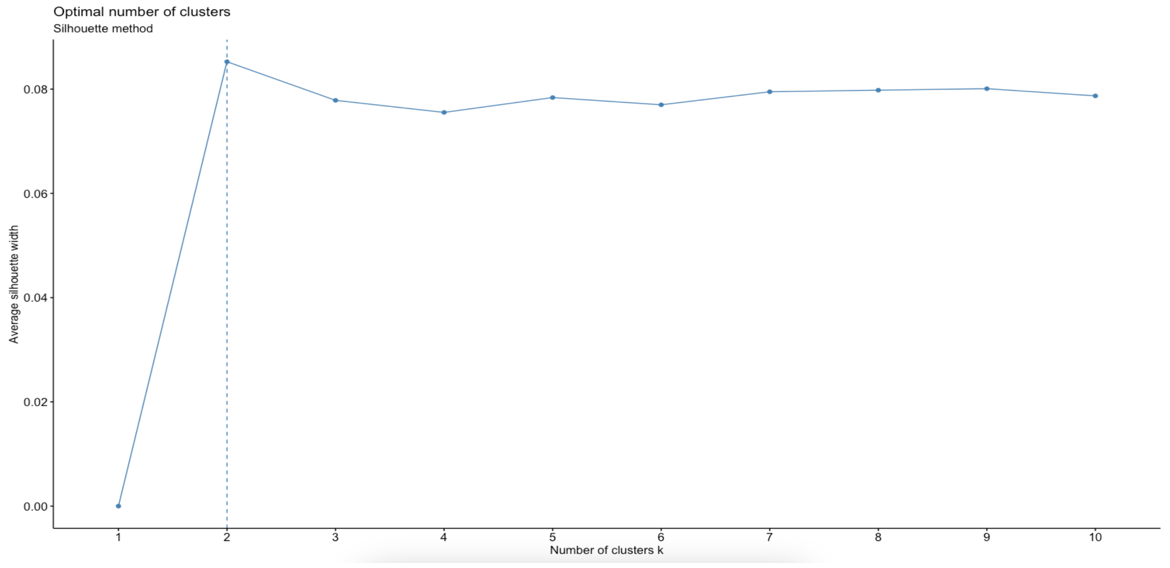 Optimal number of clusters
Silhouette method
Average silhouette width
0.08
0.06
0.04
0.02
0.00
1 2 3 4 5 6 7 8 9 10
Number of clusters k